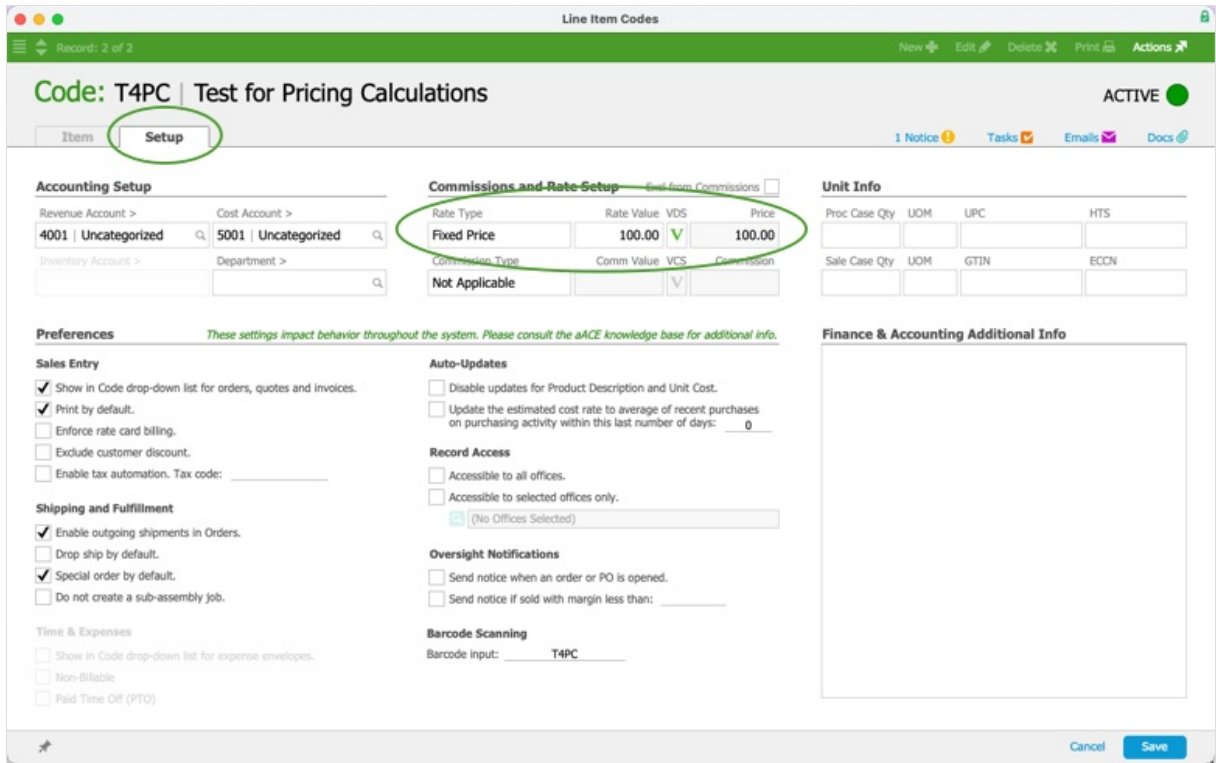 Line Item Codes
Record: 2 of 2 New Edit Delete Print Actions
Code: T4PC | Test for Pricing Calculations
ACTIVE
Item Setup 1 Notice Tasks Emails Docs
Accounting Setup
Revenue Account > Cost Account >
4001 | Uncategorized 5001 | Uncategorized
Inventory Account > Department >
Commissions and Rate Setup Excl from Commissions
Rate Type Rate Value VDS Price
Fixed Price 100.00 V 100.00
Commission Type Comm Value VCS Commission
Not Applicable V
Unit Info
Proc Case Qty UOM UPC HTS
Sale Case Qty UOM GTIN ECCN
Preferences These settings impact behavior throughout the system. Please consult the aACE knowledge base for additional info.
Sales Entry
Show in Code drop-down list for orders, quotes and invoices.
Print by default.
Enforce rate card billing.
Exclude customer discount.
Enable tax automation. Tax code:
Shipping and Fulfillment
Enable outgoing shipments in Orders.
Drop ship by default.
Special order by default.
Do not create a sub-assembly job.
Time & Expenses
Show in Code drop-down list for expense envelopes.
Non-Billable
Paid Time Off (PTO)
Auto-Updates
Disable updates for Product Description and Unit Cost.
Update the estimated cost rate to average of recent purchases
on purchasing activity within this last number of days: 0
Record Access
Accessible to all offices.
Accessible to selected offices only.
(No Offices Selected)
Oversight Notifications
Send notice when an order or PO is opened.
Send notice if sold with margin less than:
Barcode Scanning
Barcode input: T4PC
Finance & Accounting Additional Info
Cancel Save